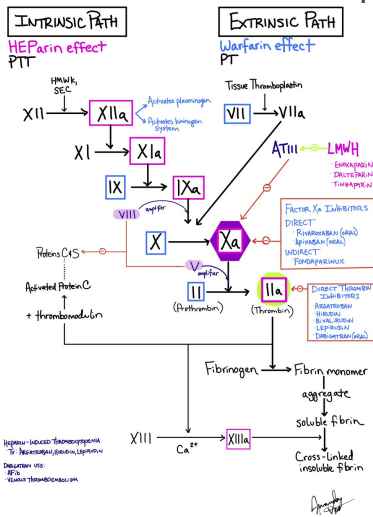 INTRINSIC PATH
HEParin effect
PTT
EXTRINSIC PATH
Warfarin effect
PT
HMWK,
SEC
XII
XIIa
Activates plasminogen
Activates kininogen
system
Tissue Thromboplastin
VII
VIIa
XI
XIa
ATIII
LMWH
· ENOXAPARIN
· DALTEPARIN
· TINZAPARIN
IX
IXa
VIII
amplifier
FACTOR Xa INHIBITORS
DIRECT
· RIVAROXABAN (ORAL)
· APIXABAN (ORAL)
INDIRECT
· FONDAPARINUX
X
Xa
Proteins C&S
V
amplifier
Activated Protein C
+ thrombomodulin
II
(Prothrombin)
IIa
(Thrombin)
DIRECT THROMBIN
INHIBITORS
· ARGATROBAN
· HIRUDIN
· BIVALIRUDIN
· LEPIRUDIN
· DABIGATRAN (ORAL)
Fibrinogen
Fibrin monomer
aggregate
soluble fibrin
XIII
Ca2+
XIIIa
Cross-Linked
insoluble fibrin
HEPARIN-INDUCED THROMBOCYTOPENIA
· TX: ARGATROBAN, HIRUDIN, LEPIRUDIN
DABIGATRAN USE:
· AFIB
· VENOUS THROMBOEMBOLISM